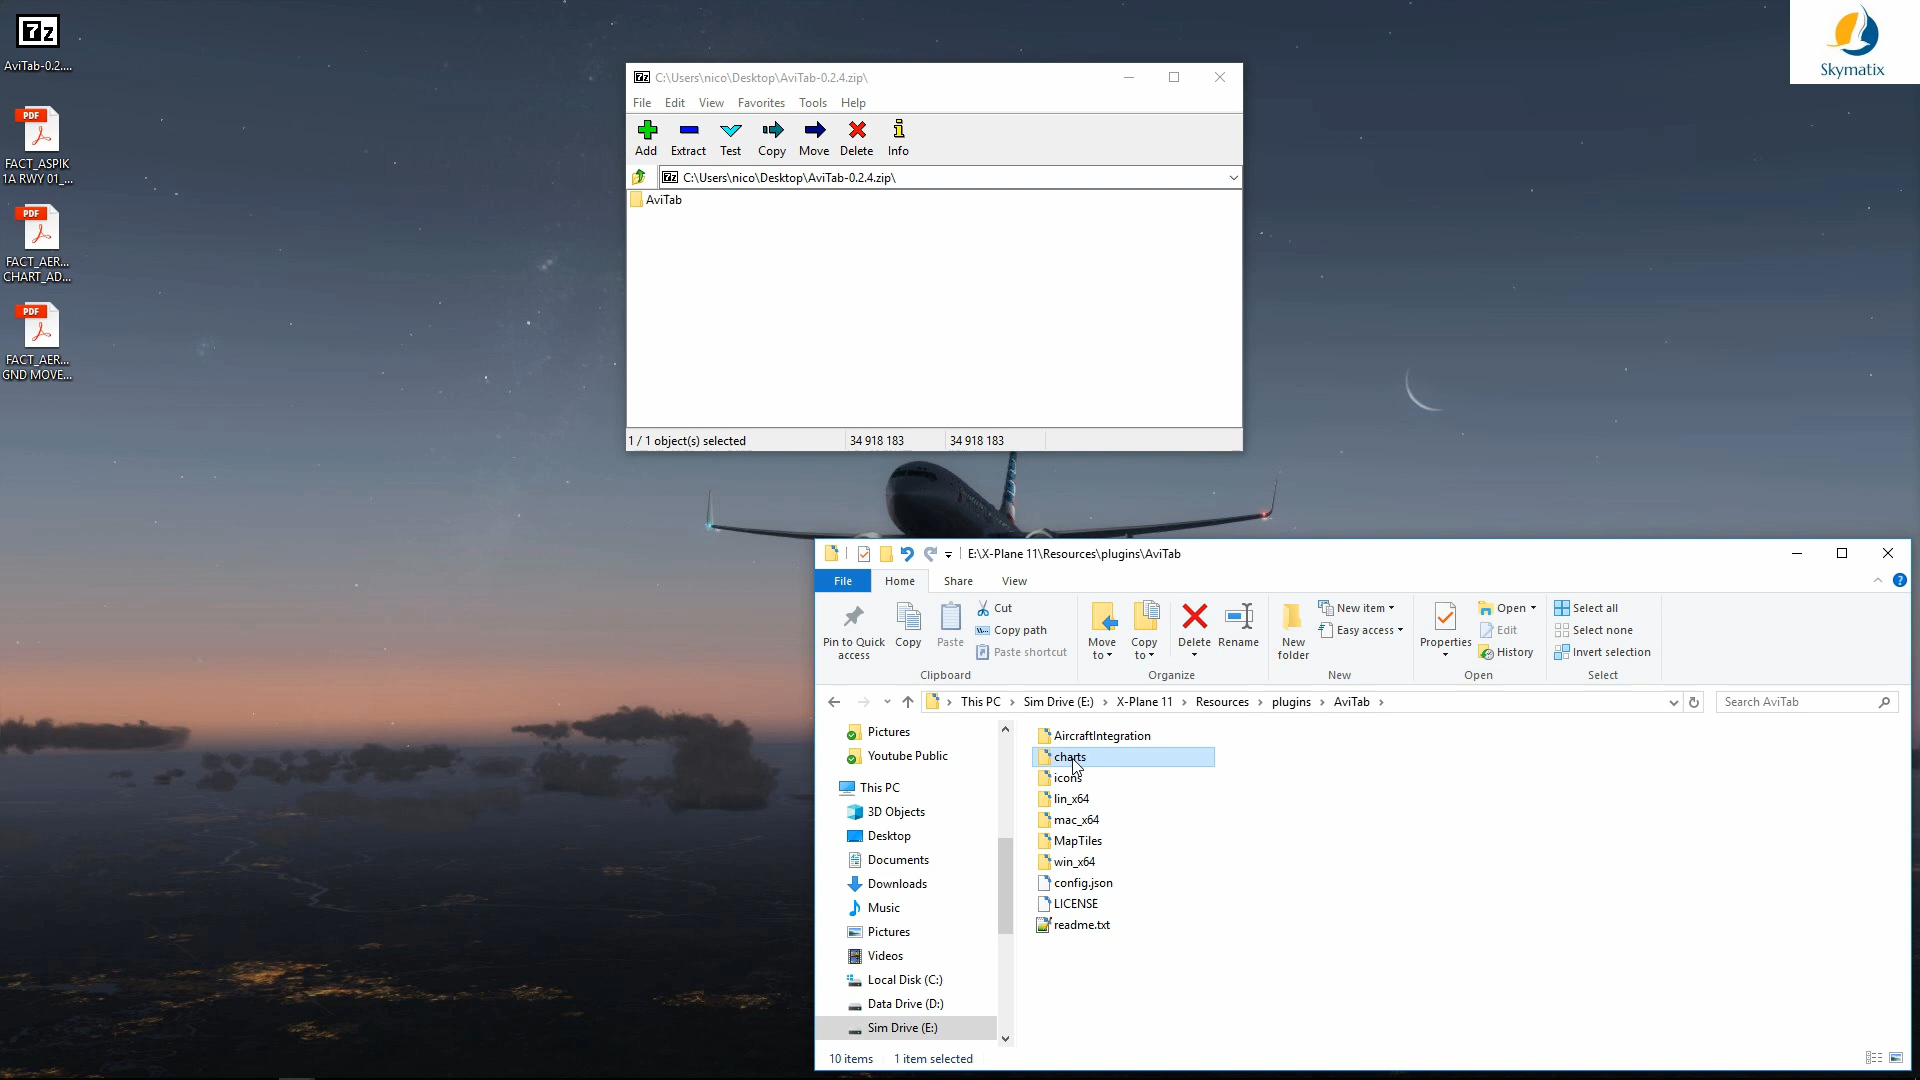 AviTab-0.2....
PDF
FACT_ASPIK
1A RWY 01_...
PDF
FACT_AER...
CHART_AD...
PDF
FACT_AER...
GND MOVE...
Skymatix
7z C:\Users\nico\Desktop\AviTab-0.2.4.zip\
File Edit View Favorites Tools Help
Add Extract Test Copy Move Delete Info
7z C:\Users\nico\Desktop\AviTab-0.2.4.zip\
AviTab
1 / 1 object(s) selected 34 918 183 34 918 183
E:\X-Plane 11\Resources\plugins\AviTab
File Home Share View
Pin to Quick access
Copy
Paste
Cut
Copy path
Paste shortcut
Clipboard
Move to
Copy to
Delete
Rename
Organize
New folder
New item
Easy access
New
Properties
Open
Edit
History
Open
Select all
Select none
Invert selection
Select
This PC › Sim Drive (E:) › X-Plane 11 › Resources › plugins › AviTab ›
Search AviTab
Pictures
Youtube Public
This PC
3D Objects
Desktop
Documents
Downloads
Music
Pictures
Videos
Local Disk (C:)
Data Drive (D:)
Sim Drive (E:)
AircraftIntegration
charts
icons
lin_x64
mac_x64
MapTiles
win_x64
config.json
LICENSE
readme.txt
10 items 1 item selected